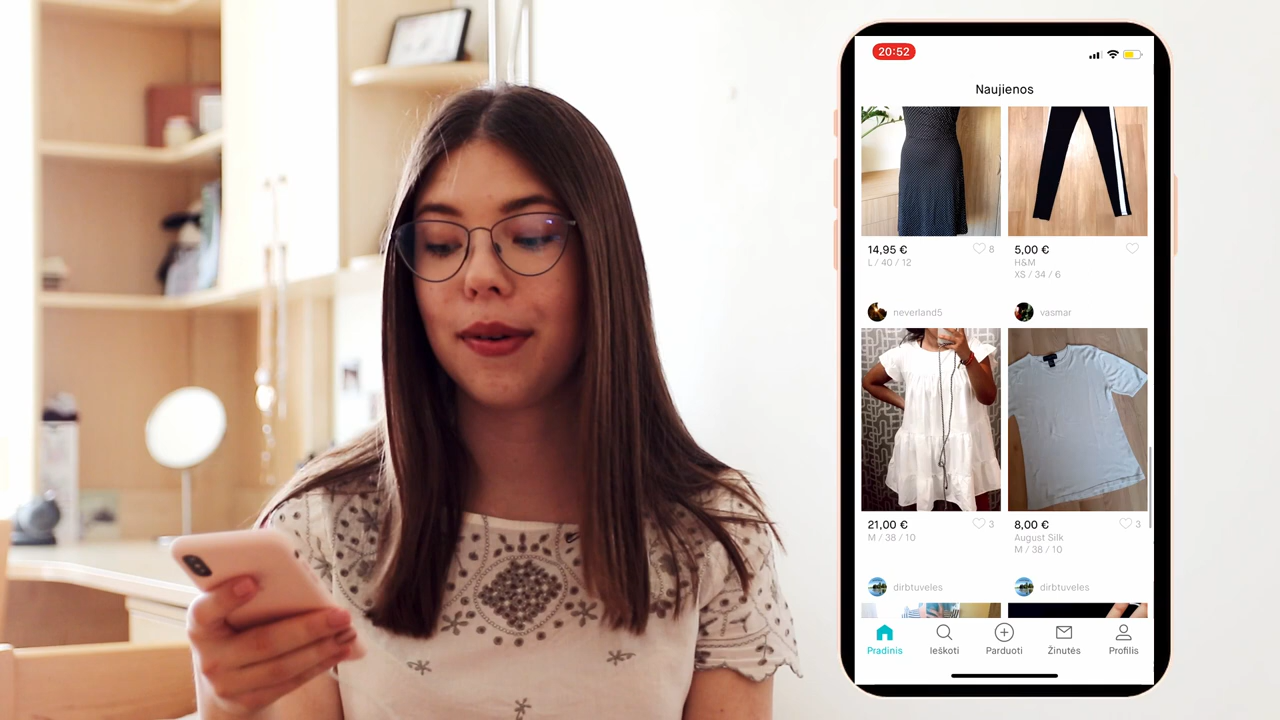 20:52
Naujienos
14,95 €
8
L / 40 / 12
5,00 €
H&M
XS / 34 / 6
neverland5
vasmar
21,00 €
3
M / 38 / 10
8,00 €
3
August Silk
M / 38 / 10
dirbtuveles
dirbtuveles
Pradinis
Ieškoti
Parduoti
Žinutės
Profilis